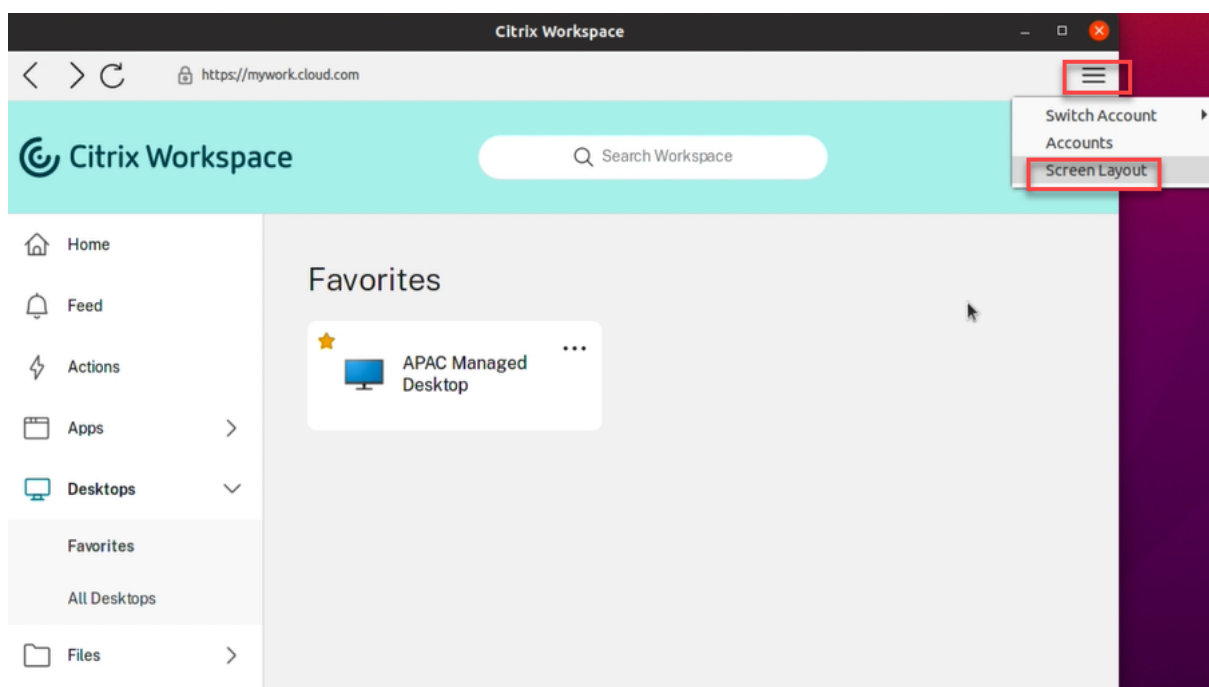 Citrix Workspace
https://mywork.cloud.com
Switch Account
Accounts
Screen Layout
Citrix Workspace
Search Workspace
Home
Feed
Actions
Apps
Desktops
Favorites
All Desktops
Files
Favorites
APAC Managed
Desktop